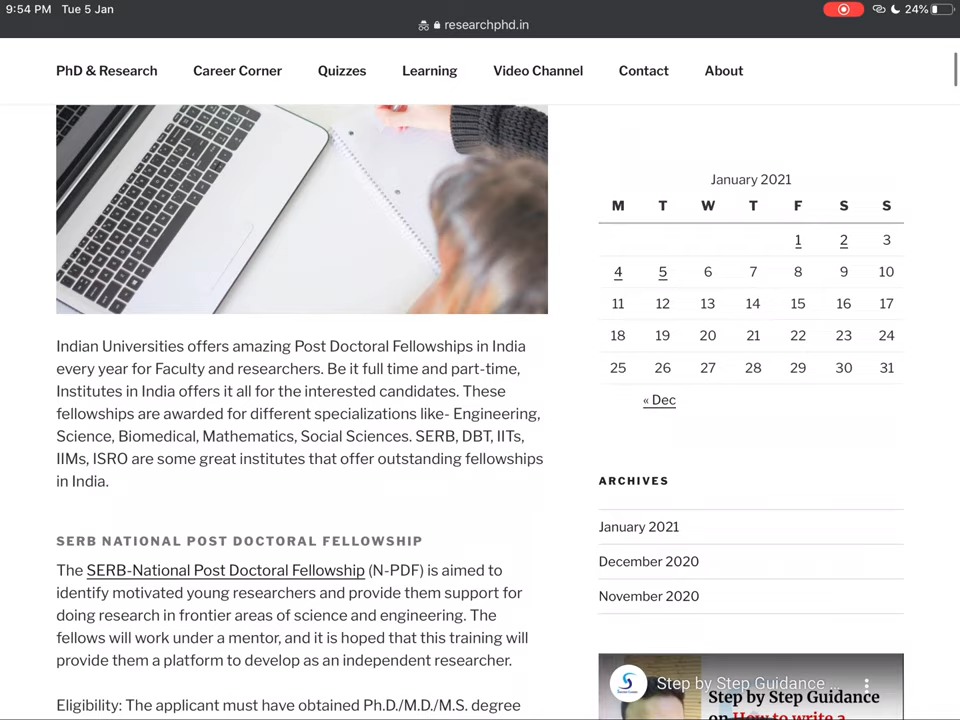 9:54 PM Tue 5 Jan
24%
researchphd.in
PhD & Research Career Corner Quizzes Learning Video Channel Contact About
Indian Universities offers amazing Post Doctoral Fellowships in India
every year for Faculty and researchers. Be it full time and part-time,
Institutes in India offers it all for the interested candidates. These
fellowships are awarded for different specializations like- Engineering,
Science, Biomedical, Mathematics, Social Sciences. SERB, DBT, IITs,
IIMs, ISRO are some great institutes that offer outstanding fellowships
in India.
SERB NATIONAL POST DOCTORAL FELLOWSHIP
The SERB-National Post Doctoral Fellowship (N-PDF) is aimed to
identify motivated young researchers and provide them support for
doing research in frontier areas of science and engineering. The
fellows will work under a mentor, and it is hoped that this training will
provide them a platform to develop as an independent researcher.
Eligibility: The applicant must have obtained Ph.D./M.D./M.S. degree
January 2021
M T W T F S S
1 2 3
4 5 6 7 8 9 10
11 12 13 14 15 16 17
18 19 20 21 22 23 24
25 26 27 28 29 30 31
« Dec
ARCHIVES
January 2021
December 2020
November 2020
Step by Step Guidance ...
Step by Step Guidance
on How to write a